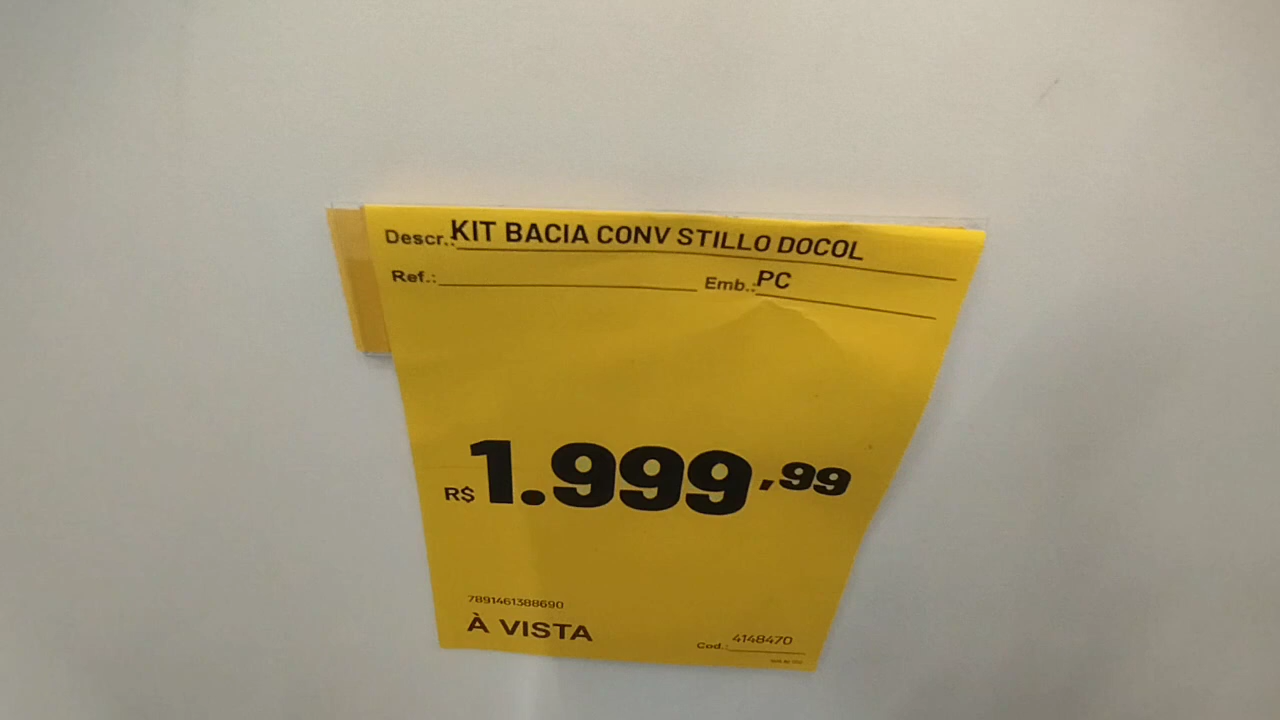 Descr.: KIT BACIA CONV STILLO DOCOL
Ref.: Emb.: PC
R$ 1.999,99
7891461388690
À VISTA
Cod.: 4148470